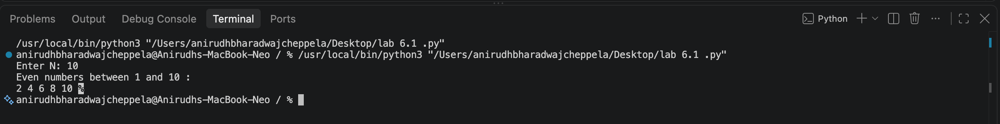 Problems Output Debug Console Terminal Ports Python
/usr/local/bin/python3 "/Users/anirudhbharadwajcheppela/Desktop/lab 6.1 .py"
anirudhbharadwajcheppela@Anirudhs-MacBook-Neo / % /usr/local/bin/python3 "/Users/anirudhbharadwajcheppela/Desktop/lab 6.1 .py"
Enter N: 10
Even numbers between 1 and 10 :
2 4 6 8 10 %
anirudhbharadwajcheppela@Anirudhs-MacBook-Neo / %